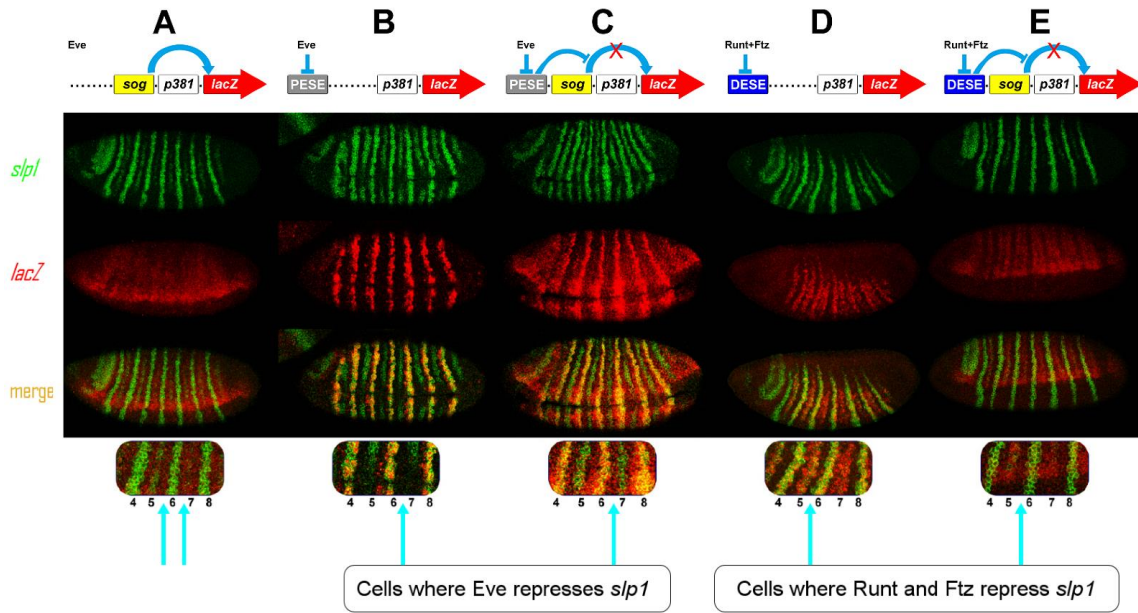 A B C D E
Eve Eve Eve Runt+Ftz Runt+Ftz
sog p381 lacZ PESE p381 lacZ PESE sog p381 X lacZ DESE p381 lacZ DESE sog p381 X lacZ
slp1
lacZ
merge
4 5 6 7 8 4 5 6 7 8 4 5 6 7 8 4 5 6 7 8 4 5 6 7 8
Cells where Eve represses slp1 Cells where Runt and Ftz repress slp1